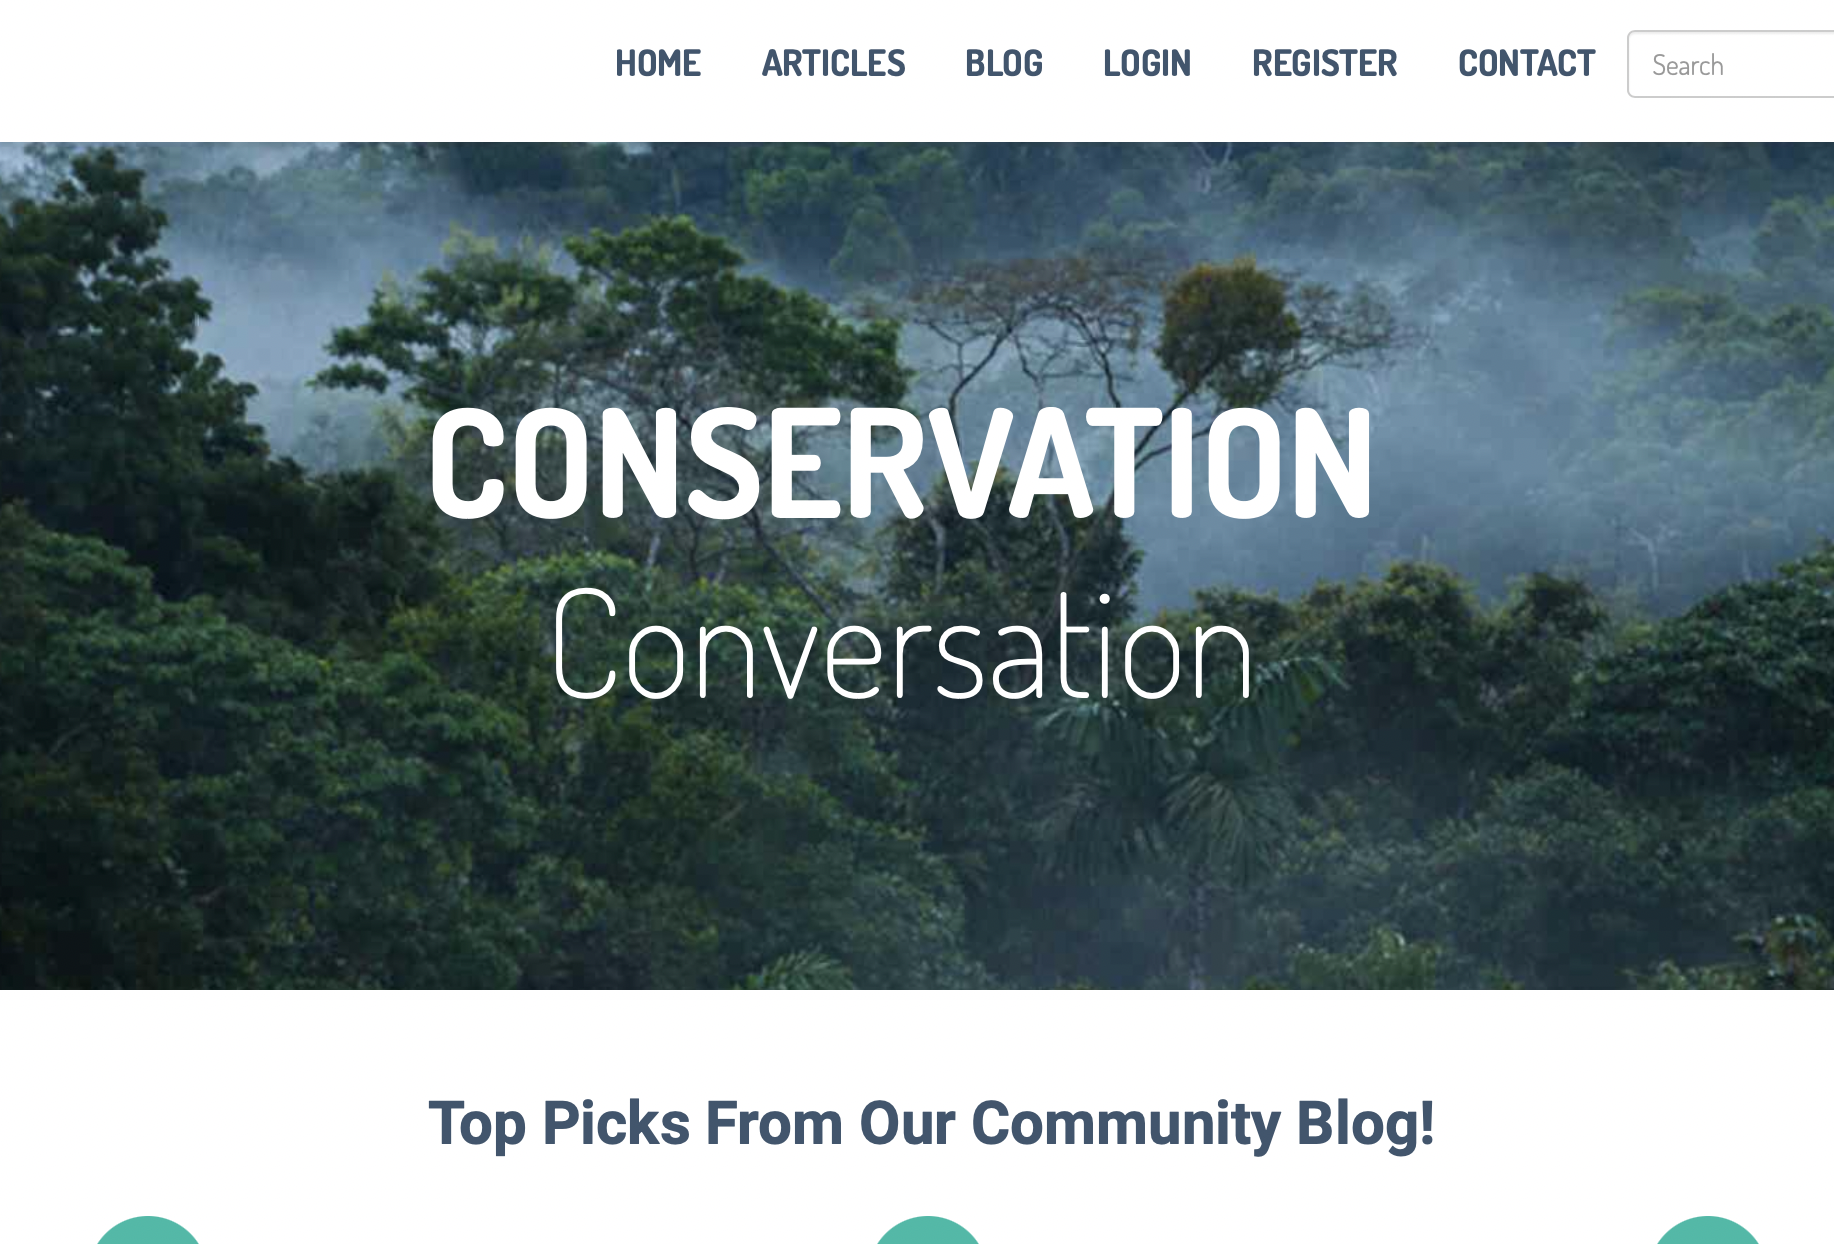 HOME ARTICLES BLOG LOGIN REGISTER CONTACT Search
CONSERVATION
Conversation
Top Picks From Our Community Blog!